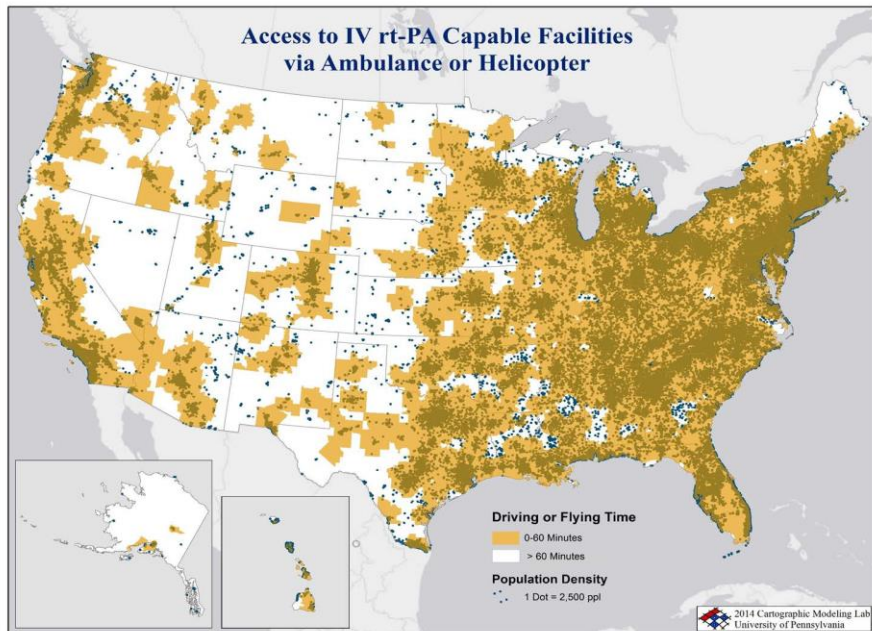 Access to IV rt-PA Capable Facilities
via Ambulance or Helicopter
Driving or Flying Time
0-60 Minutes
> 60 Minutes
Population Density
1 Dot = 2,500 ppl
2014 Cartographic Modeling Lab
University of Pennsylvania